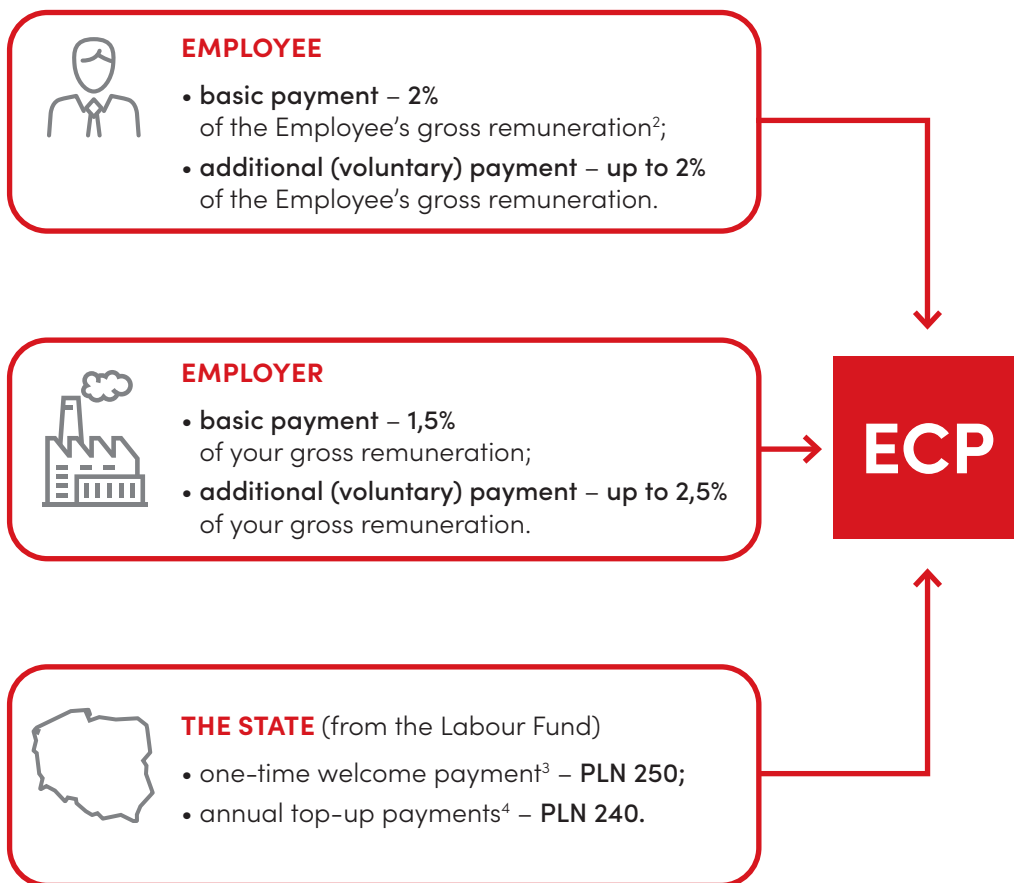 EMPLOYEE
• basic payment – 2%
of the Employee’s gross remuneration²;
• additional (voluntary) payment – up to 2%
of the Employee’s gross remuneration.
EMPLOYER
• basic payment – 1,5%
of your gross remuneration;
• additional (voluntary) payment – up to 2,5%
of your gross remuneration.
ECP
THE STATE (from the Labour Fund)
• one-time welcome payment³ – PLN 250;
• annual top-up payments⁴ – PLN 240.